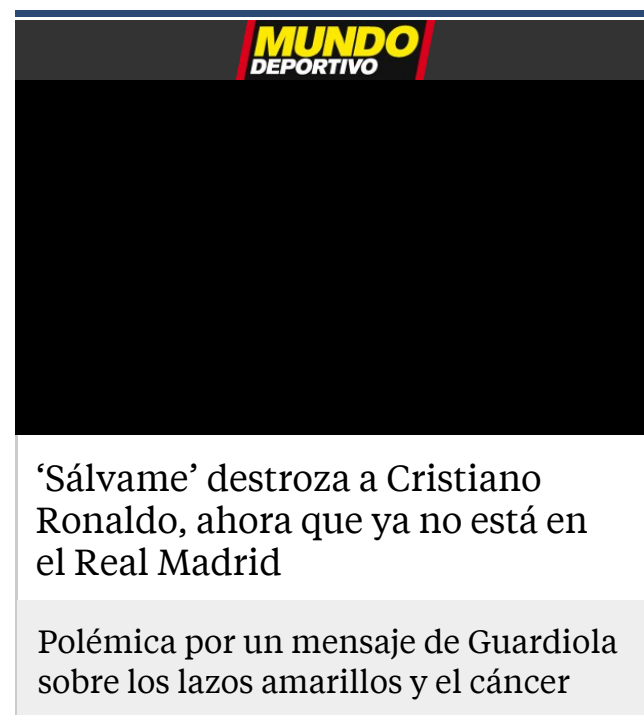 MUNDO
DEPORTIVO
‘Sálvame’ destroza a Cristiano
Ronaldo, ahora que ya no está en
el Real Madrid
Polémica por un mensaje de Guardiola
sobre los lazos amarillos y el cáncer